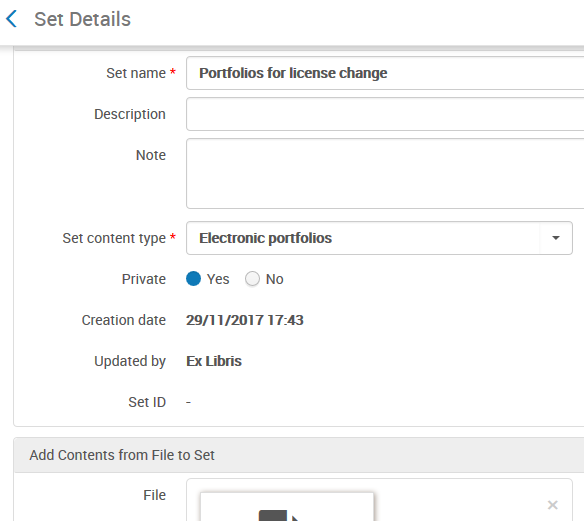 Set Details
Set name * Portfolios for license change
Description
Note
Set content type * Electronic portfolios
Private Yes No
Creation date 29/11/2017 17:43
Updated by Ex Libris
Set ID -
Add Contents from File to Set
File